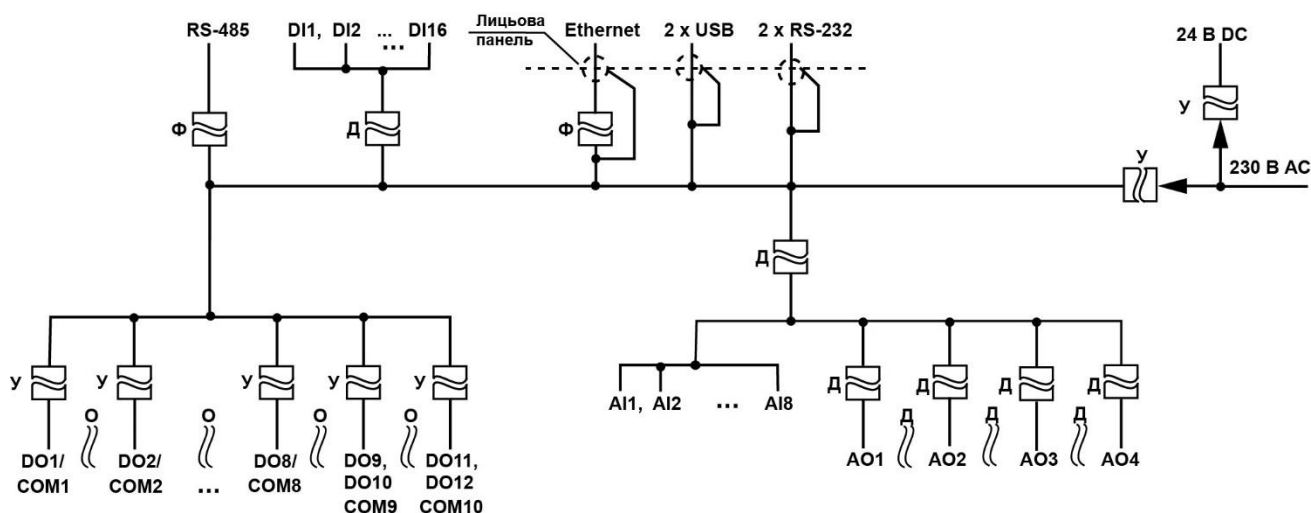 Лицьова
панель
RS-485
DI1, DI2 ... DI16
...
Ethernet
2 x USB
2 x RS-232
24 В DC
У
Ф
Д
Ф
У
230 В АС
Д
У
У
У
У
У
О
О
О
О
DO1/
COM1
DO2/
COM2
...
DO8/
COM8
DO9,
DO10
COM9
DO11,
DO12
COM10
AI1, AI2 ... AI8
Д
Д
Д
Д
Д
Д
Д
AO1
AO2
AO3
AO4